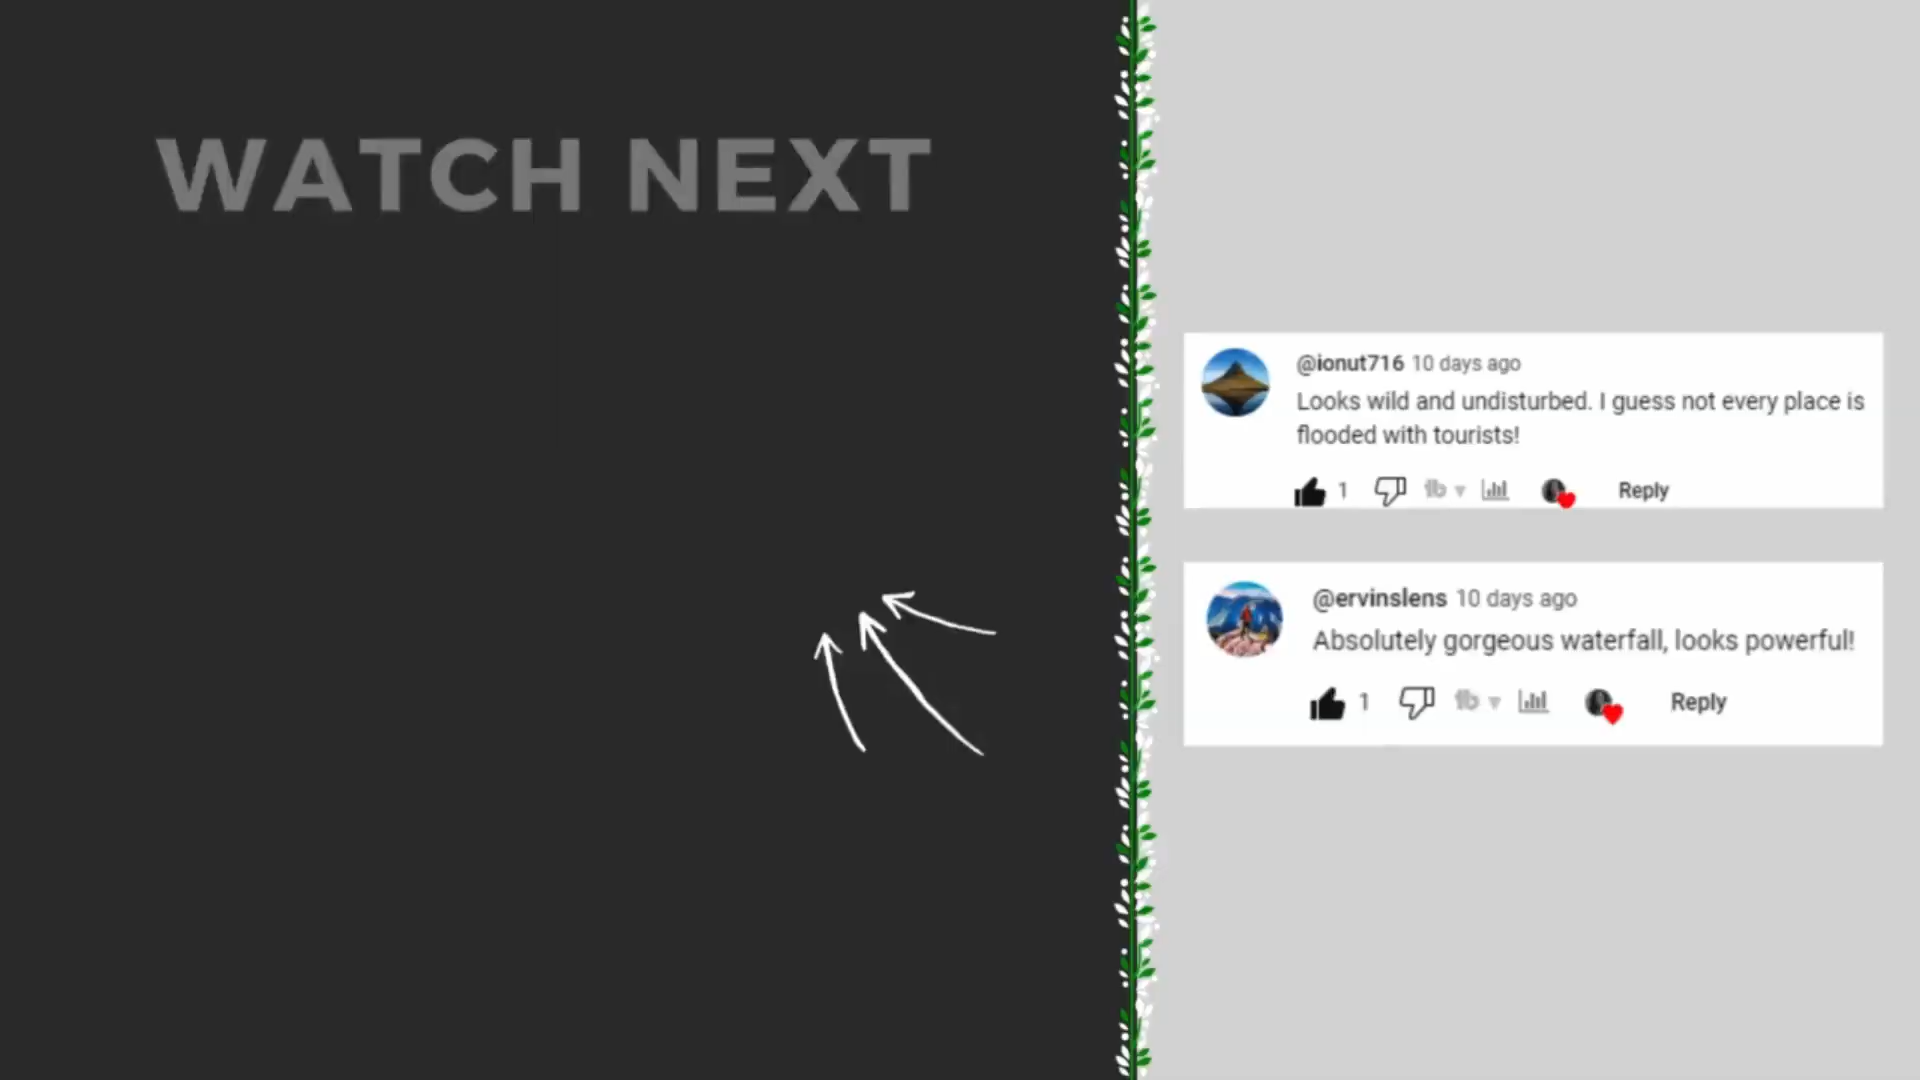 WATCH NEXT
@ionut716 10 days ago
Looks wild and undisturbed. I guess not every place is
flooded with tourists!
1 Reply
@ervinslens 10 days ago
Absolutely gorgeous waterfall, looks powerful!
1 Reply